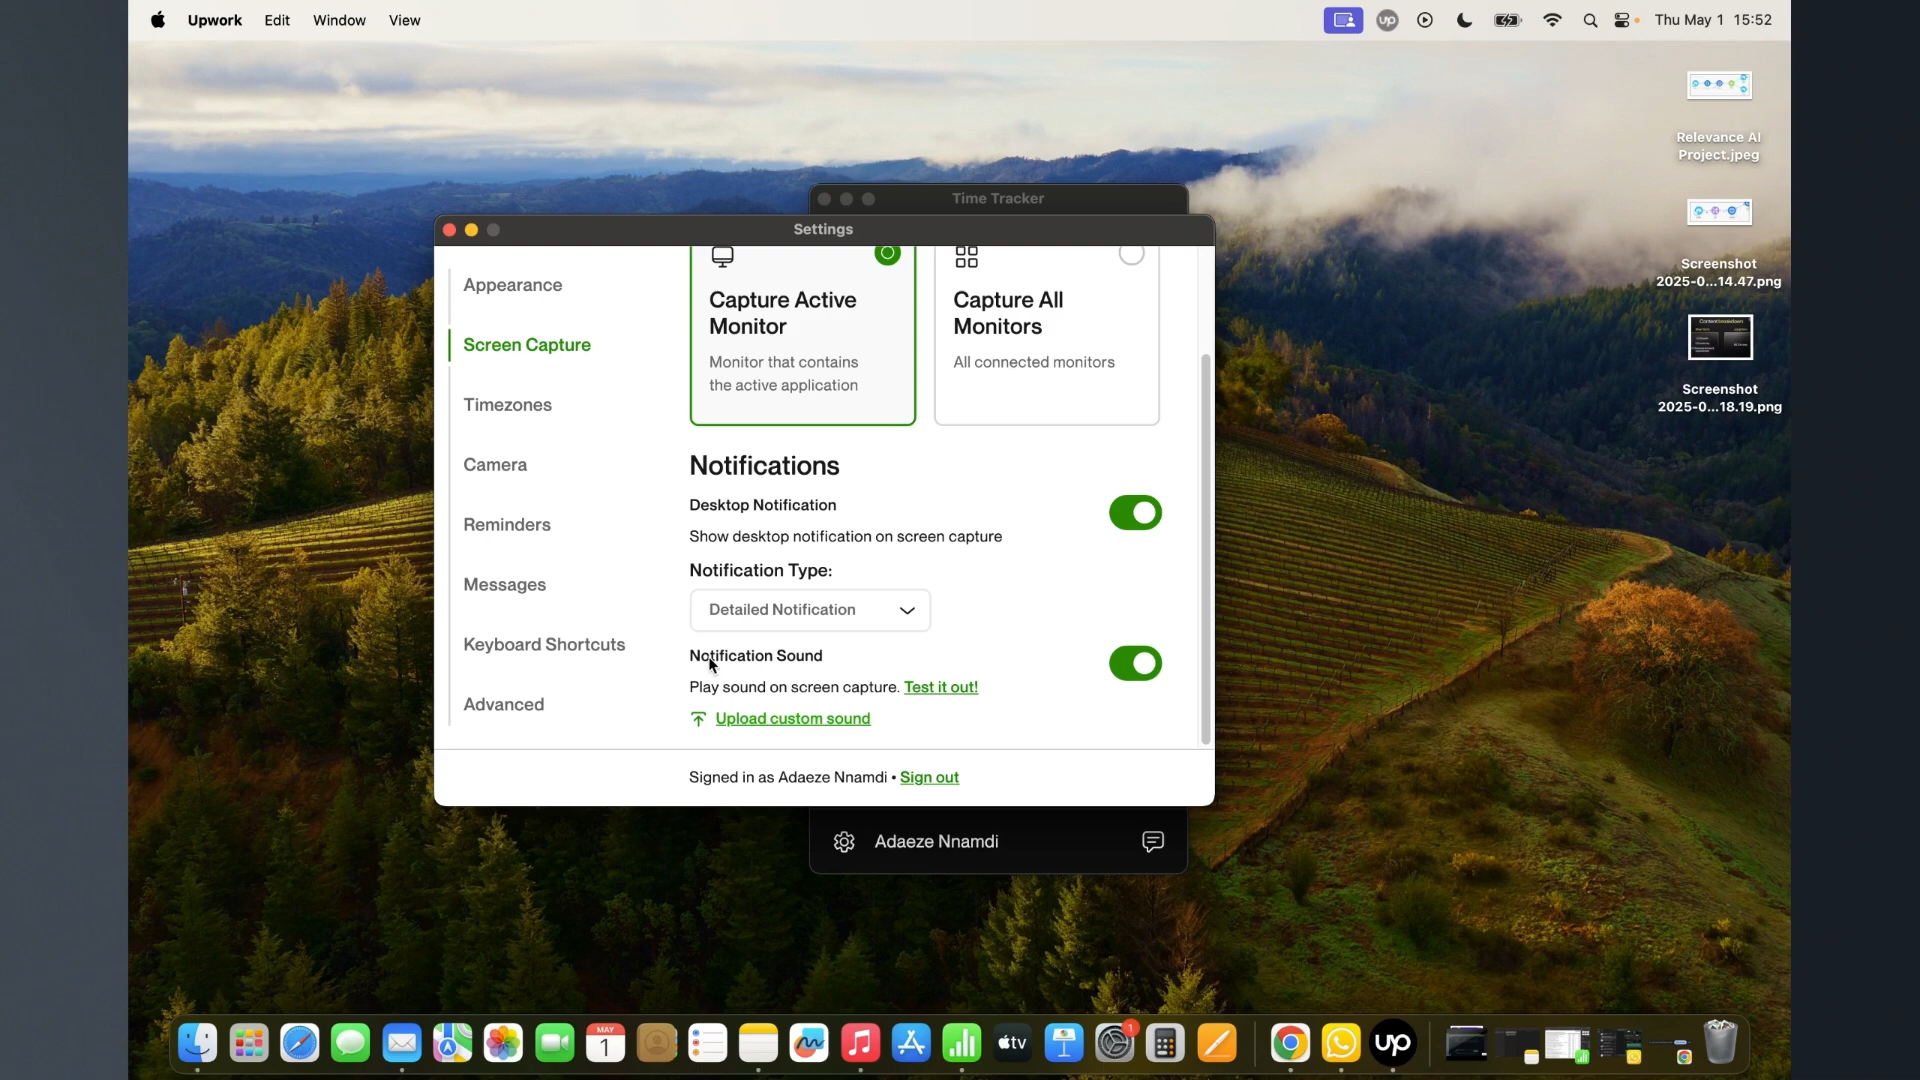 Upwork Edit Window View
up
Thu May 1 15:52
Relevance AI
Project.jpeg
Screenshot
2025-0...14.47.png
Screenshot
2025-0...18.19.png
Time Tracker
Settings
Appearance
Screen Capture
Timezones
Camera
Reminders
Messages
Keyboard Shortcuts
Advanced
Capture Active
Monitor
Monitor that contains
the active application
Capture All
Monitors
All connected monitors
Notifications
Desktop Notification
Show desktop notification on screen capture
Notification Type:
Detailed Notification
Notification Sound
Play sound on screen capture. Test it out!
Upload custom sound
Signed in as Adaeze Nnamdi • Sign out
Adaeze Nnamdi
MAY
1
tv
1
up